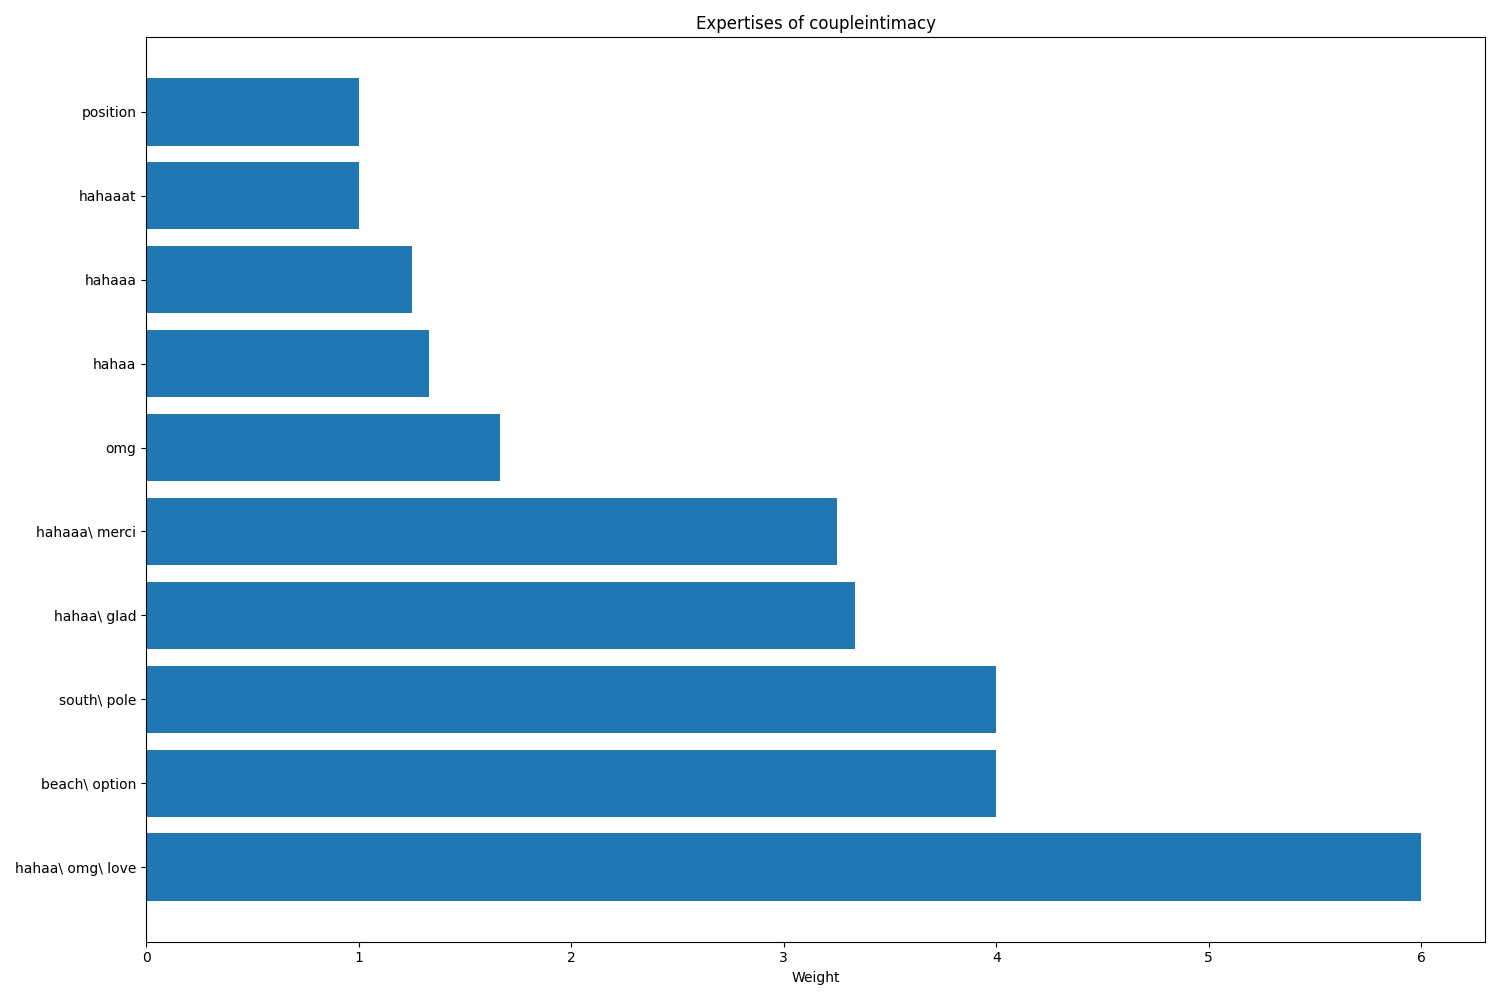 Expertises of coupleintimacy
position
hahaaat
hahaaa
hahaa
omg
hahaaa\ merci
hahaa\ glad
south\ pole
beach\ option
hahaa\ omg\ love
0 1 2 3 4 5 6
Weight